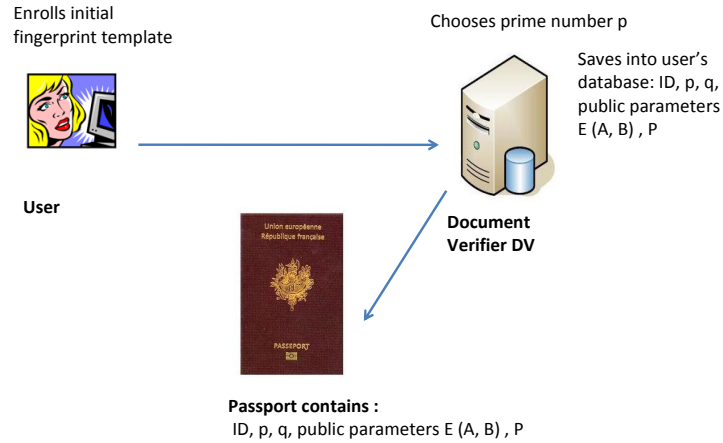 Enrolls initial
fingerprint template
Chooses prime number p
Saves into user's
database: ID, p, q,
public parameters
E (A, B) , P
User
Document
Verifier DV
Union européenne
République française
PASSEPORT
Passport contains :
ID, p, q, public parameters E (A, B) , P